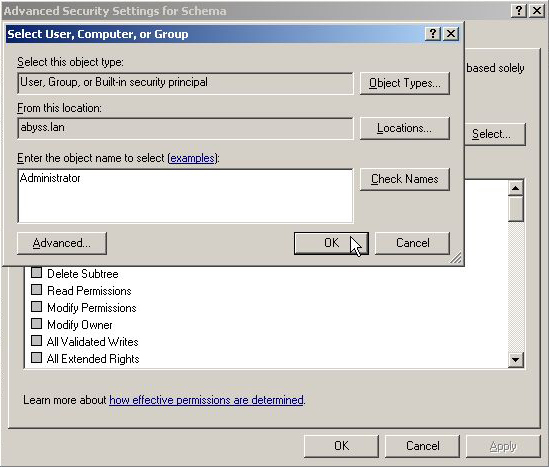 Advanced Security Settings for Schema
Select User, Computer, or Group
Select this object type:
User, Group, or Built-in security principal
Object Types...
based solely
From this location:
abyss.lan
Locations...
Select...
Enter the object name to select (examples):
Administrator
Check Names
Advanced...
OK
Cancel
Delete Subtree
Read Permissions
Modify Permissions
Modify Owner
All Validated Writes
All Extended Rights
Learn more about how effective permissions are determined.
OK
Cancel
Apply